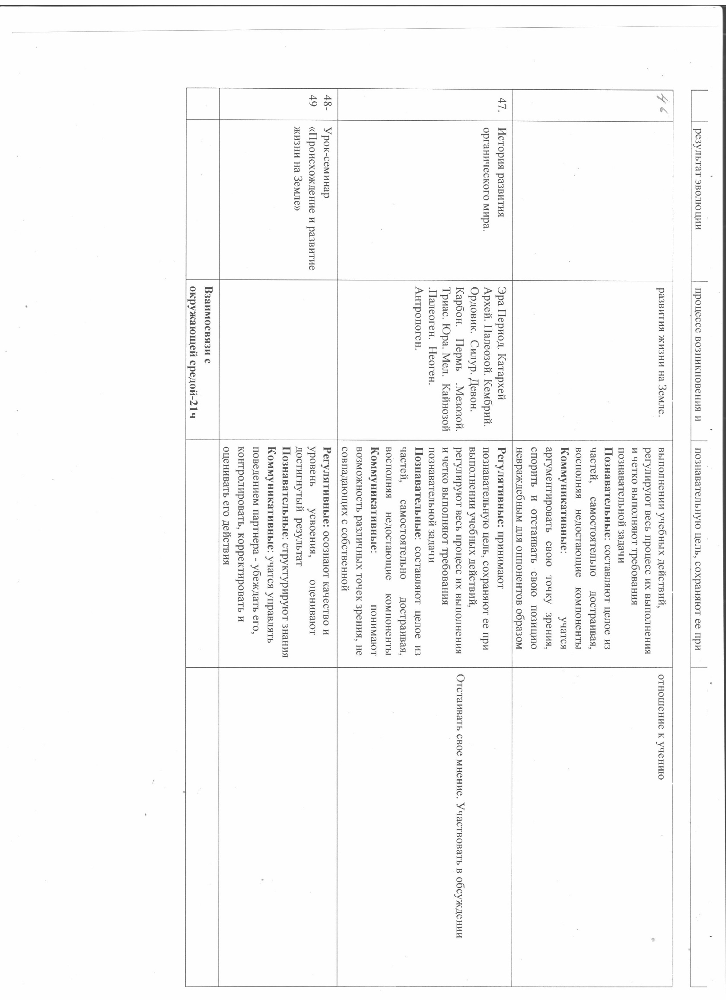 результат эволюции
процессе возникновения и
познавательную цель, сохраняют ее при
46
развития жизни на Земле.
выполнении учебных действий,
регулируют весь процесс их выполнения
и четко выполняют требования
познавательной задачи
Познавательные: составляют целое из
частей, самостоятельно достраивая,
восполняя недостающие компоненты
Коммуникативные: учатся
аргументировать свою точку зрения,
спорить и отстаивать свою позицию
невраждебным для оппонентов образом
отношение к учению
47.
История развития
органического мира.
Эра Период. Катархей
Архей. Палеозой. Кембрий.
Ордовик. Силур. Девон.
Карбон. Пермь .Мезозой.
Триас. Юра. Мел. Кайнозой
.Палеоген. Неоген.
Антропоген.
Регулятивные: принимают
познавательную цель, сохраняют ее при
выполнении учебных действий,
регулируют весь процесс их выполнения
и четко выполняют требования
познавательной задачи
Познавательные: составляют целое из
частей, самостоятельно достраивая,
восполняя недостающие компоненты
Коммуникативные: понимают
возможность различных точек зрения, не
совпадающих с собственной
Отстаивать свое мнение. Участвовать в обсуждении
48-
49
Урок-семинар
«Происхождение и развитие
жизни на Земле»
Регулятивные: осознают качество и
уровень усвоения, оценивают
достигнутый результат
Познавательные: структурируют знания
Коммуникативные: учатся управлять
поведением партнера - убеждать его,
контролировать, корректировать и
оценивать его действия
Взаимосвязи с
окружающей средой-21ч